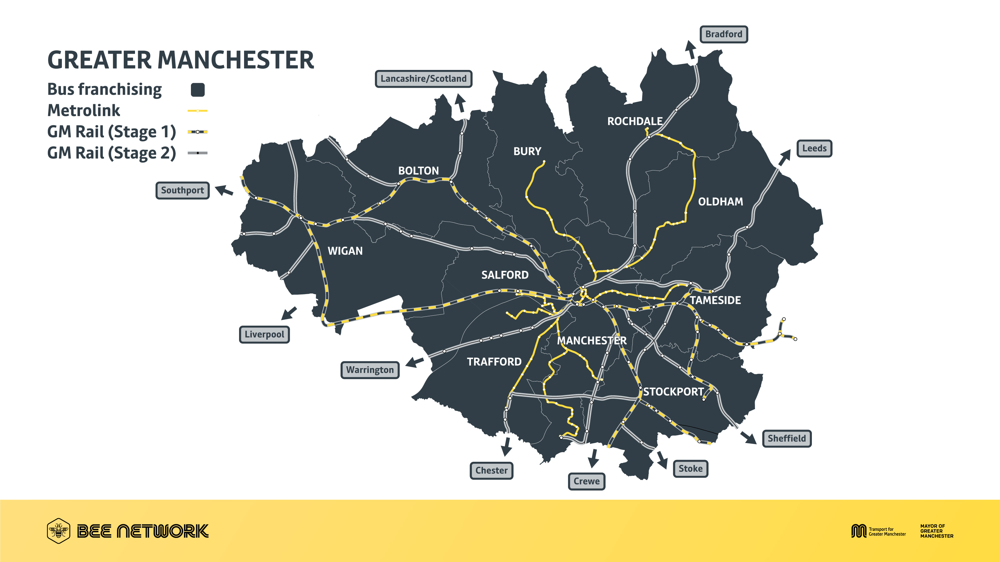 GREATER MANCHESTER
Bus franchising
Metrolink
GM Rail (Stage 1)
GM Rail (Stage 2)
Bradford
Lancashire/Scotland
ROCHDALE
Leeds
BURY
BOLTON
Southport
OLDHAM
WIGAN
SALFORD
TAMESIDE
Liverpool
MANCHESTER
TRAFFORD
Warrington
STOCKPORT
Sheffield
Chester
Stoke
Crewe
BEE NETWORK
Transport for
Greater Manchester
MAYOR OF
GREATER
MANCHESTER